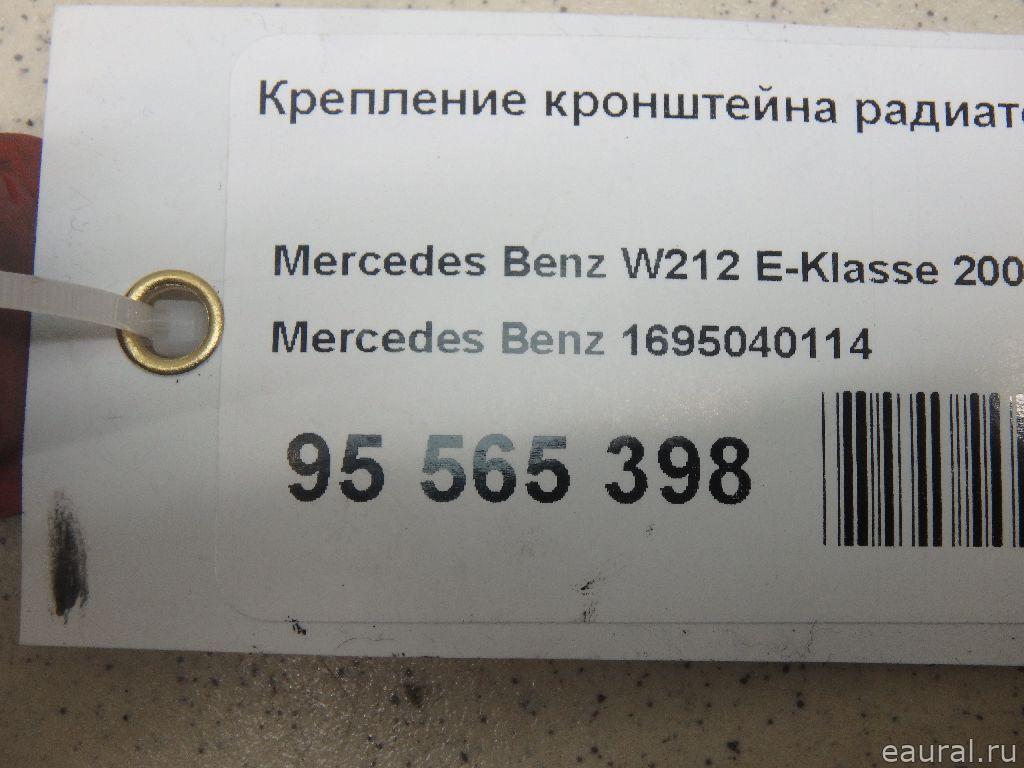 Крепление кронштейна радиат
Mercedes Benz W212 E-Klasse 200
Mercedes Benz 1695040114
95 565 398
eaural.ru